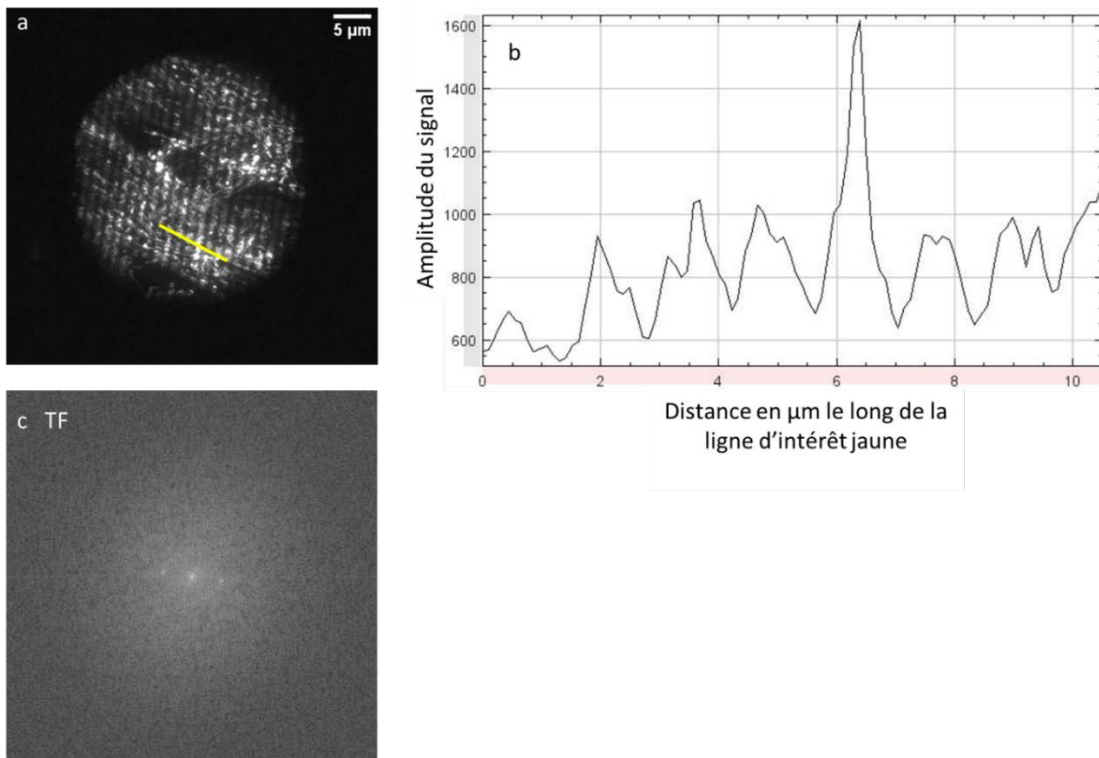 a
5 µm
b
1600
1400
1200
1000
800
600
Amplitude du signal
0 2 4 6 8 10
Distance en µm le long de la
ligne d'intérêt jaune
c TF